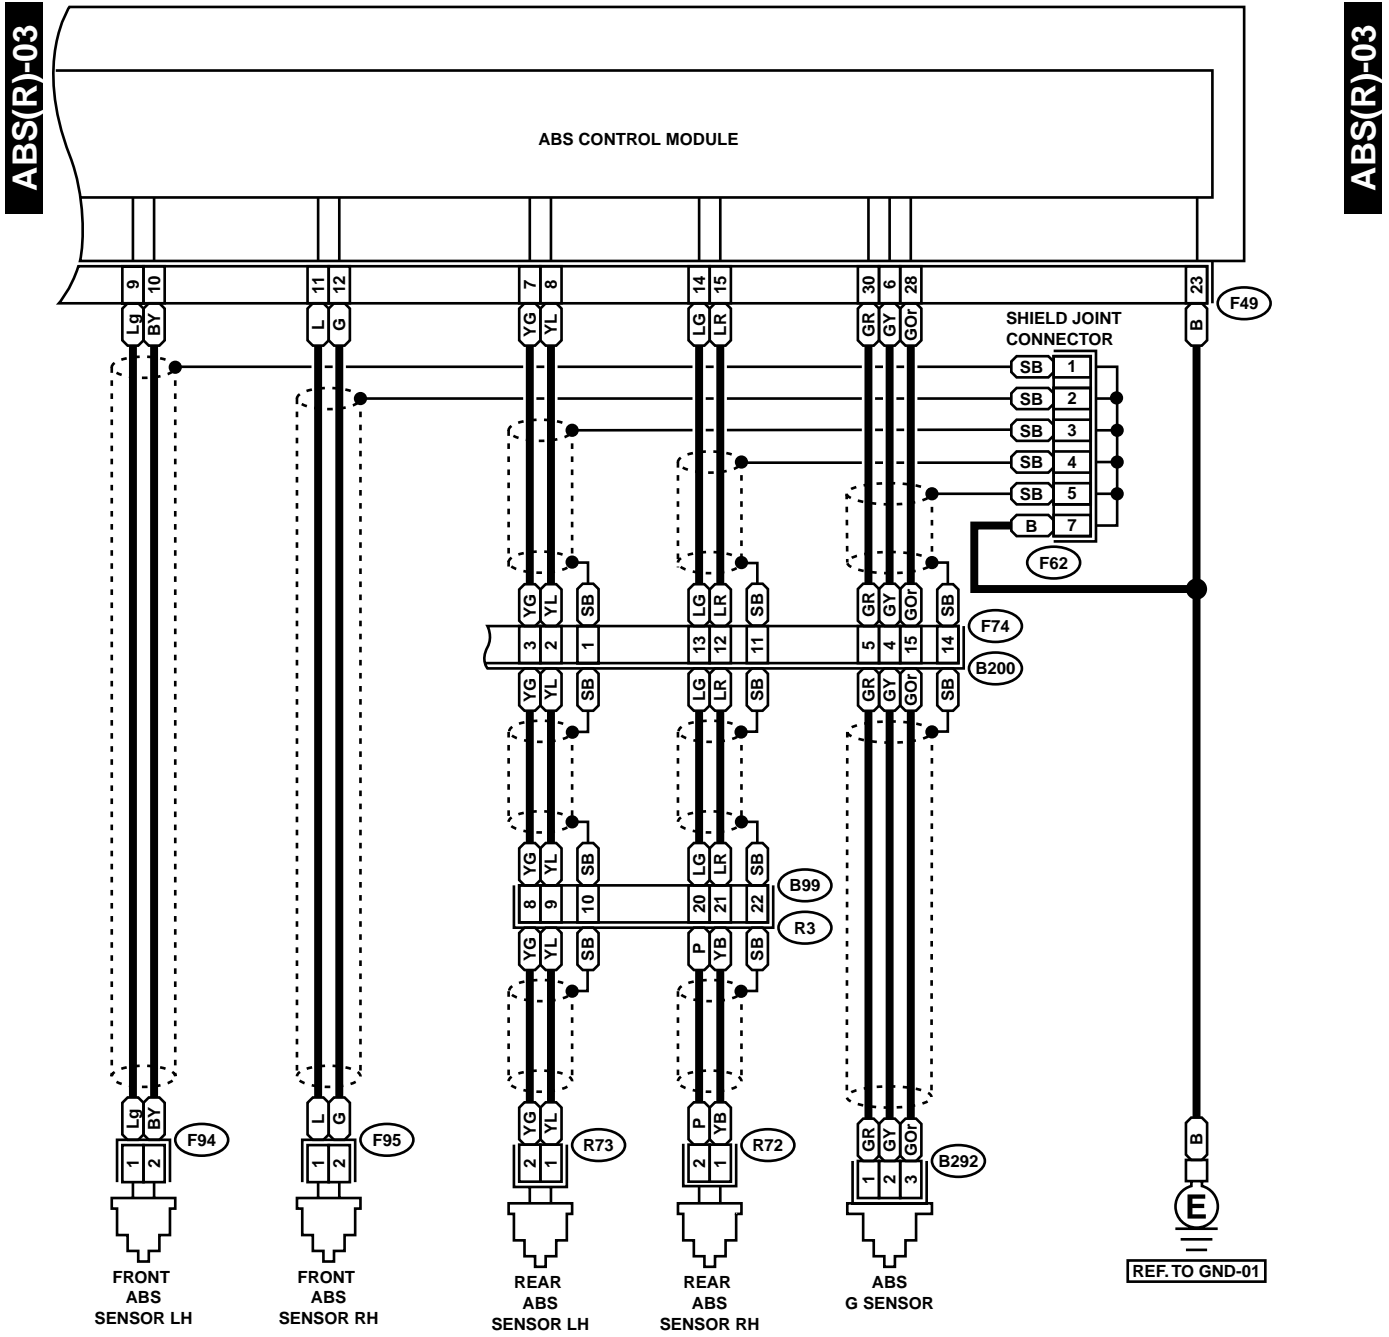 ABS(R)-03
ABS(R)-03
ABS CONTROL MODULE
9 10 11 12 7 8 14 15 30 6 28 23
F49
Lg BY L G YG YL LG LR GR GY GOr B
SHIELD JOINT
CONNECTOR
SB 1
SB 2
SB 3
SB 4
SB 5
B 7
F62
YG YL SB LG LR SB GR GY GOr SB
F74
3 2 1 13 12 11 5 4 15 14
B200
YG YL SB LG LR SB GR GY GOr SB
YG YL SB LG LR SB
B99
8 9 10 20 21 22
R3
YG YL SB P YB SB
Lg BY L G YG YL P YB GR GY GOr B
F94 F95 R73 R72 B292
1 2 1 2 2 1 2 1 1 2 3
E
REF. TO GND-01
FRONT
ABS
SENSOR LH
FRONT
ABS
SENSOR RH
REAR
ABS
SENSOR LH
REAR
ABS
SENSOR RH
ABS
G SENSOR